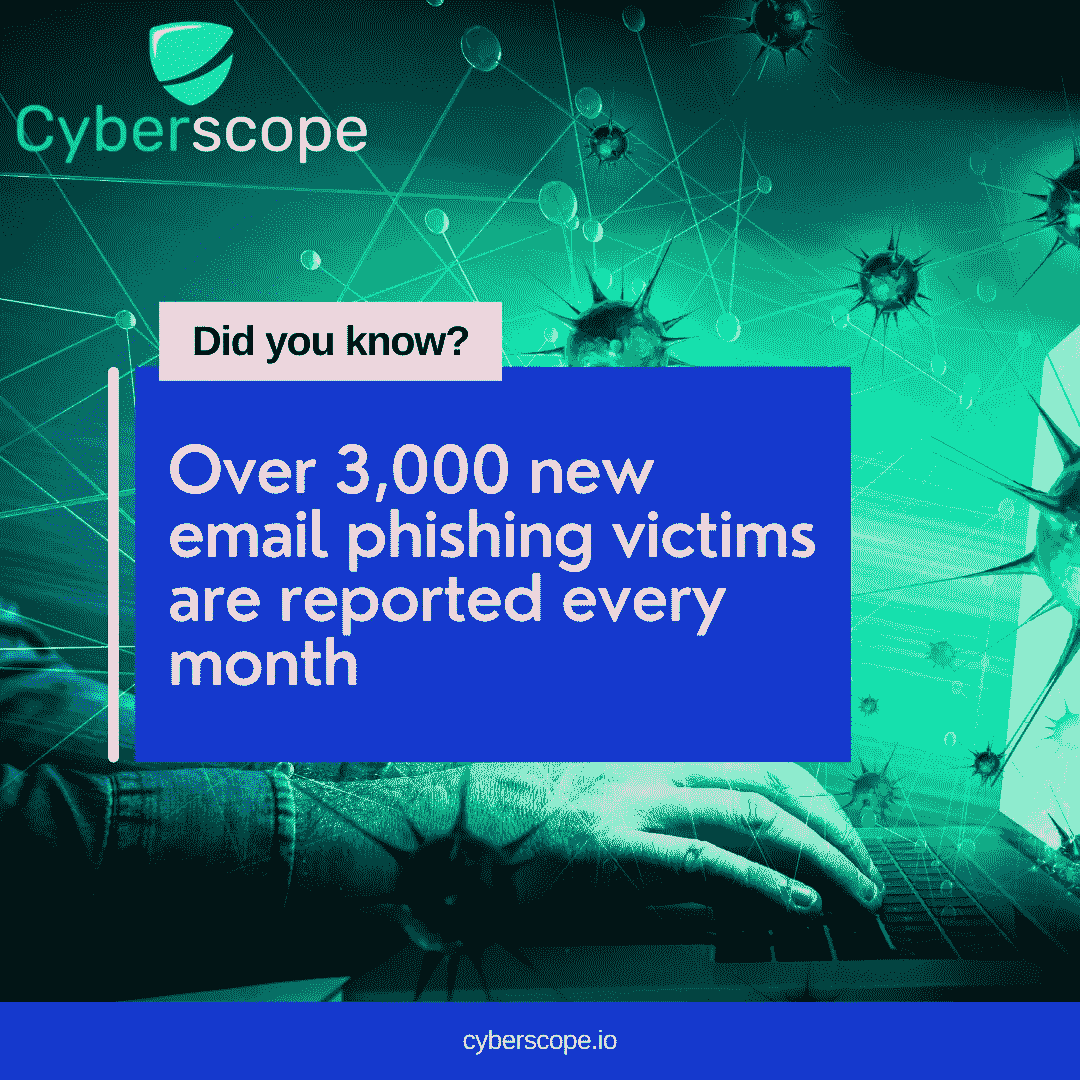 Cyberscope
Did you know?
Over 3,000 new
email phishing victims
are reported every
month
cyberscope.io